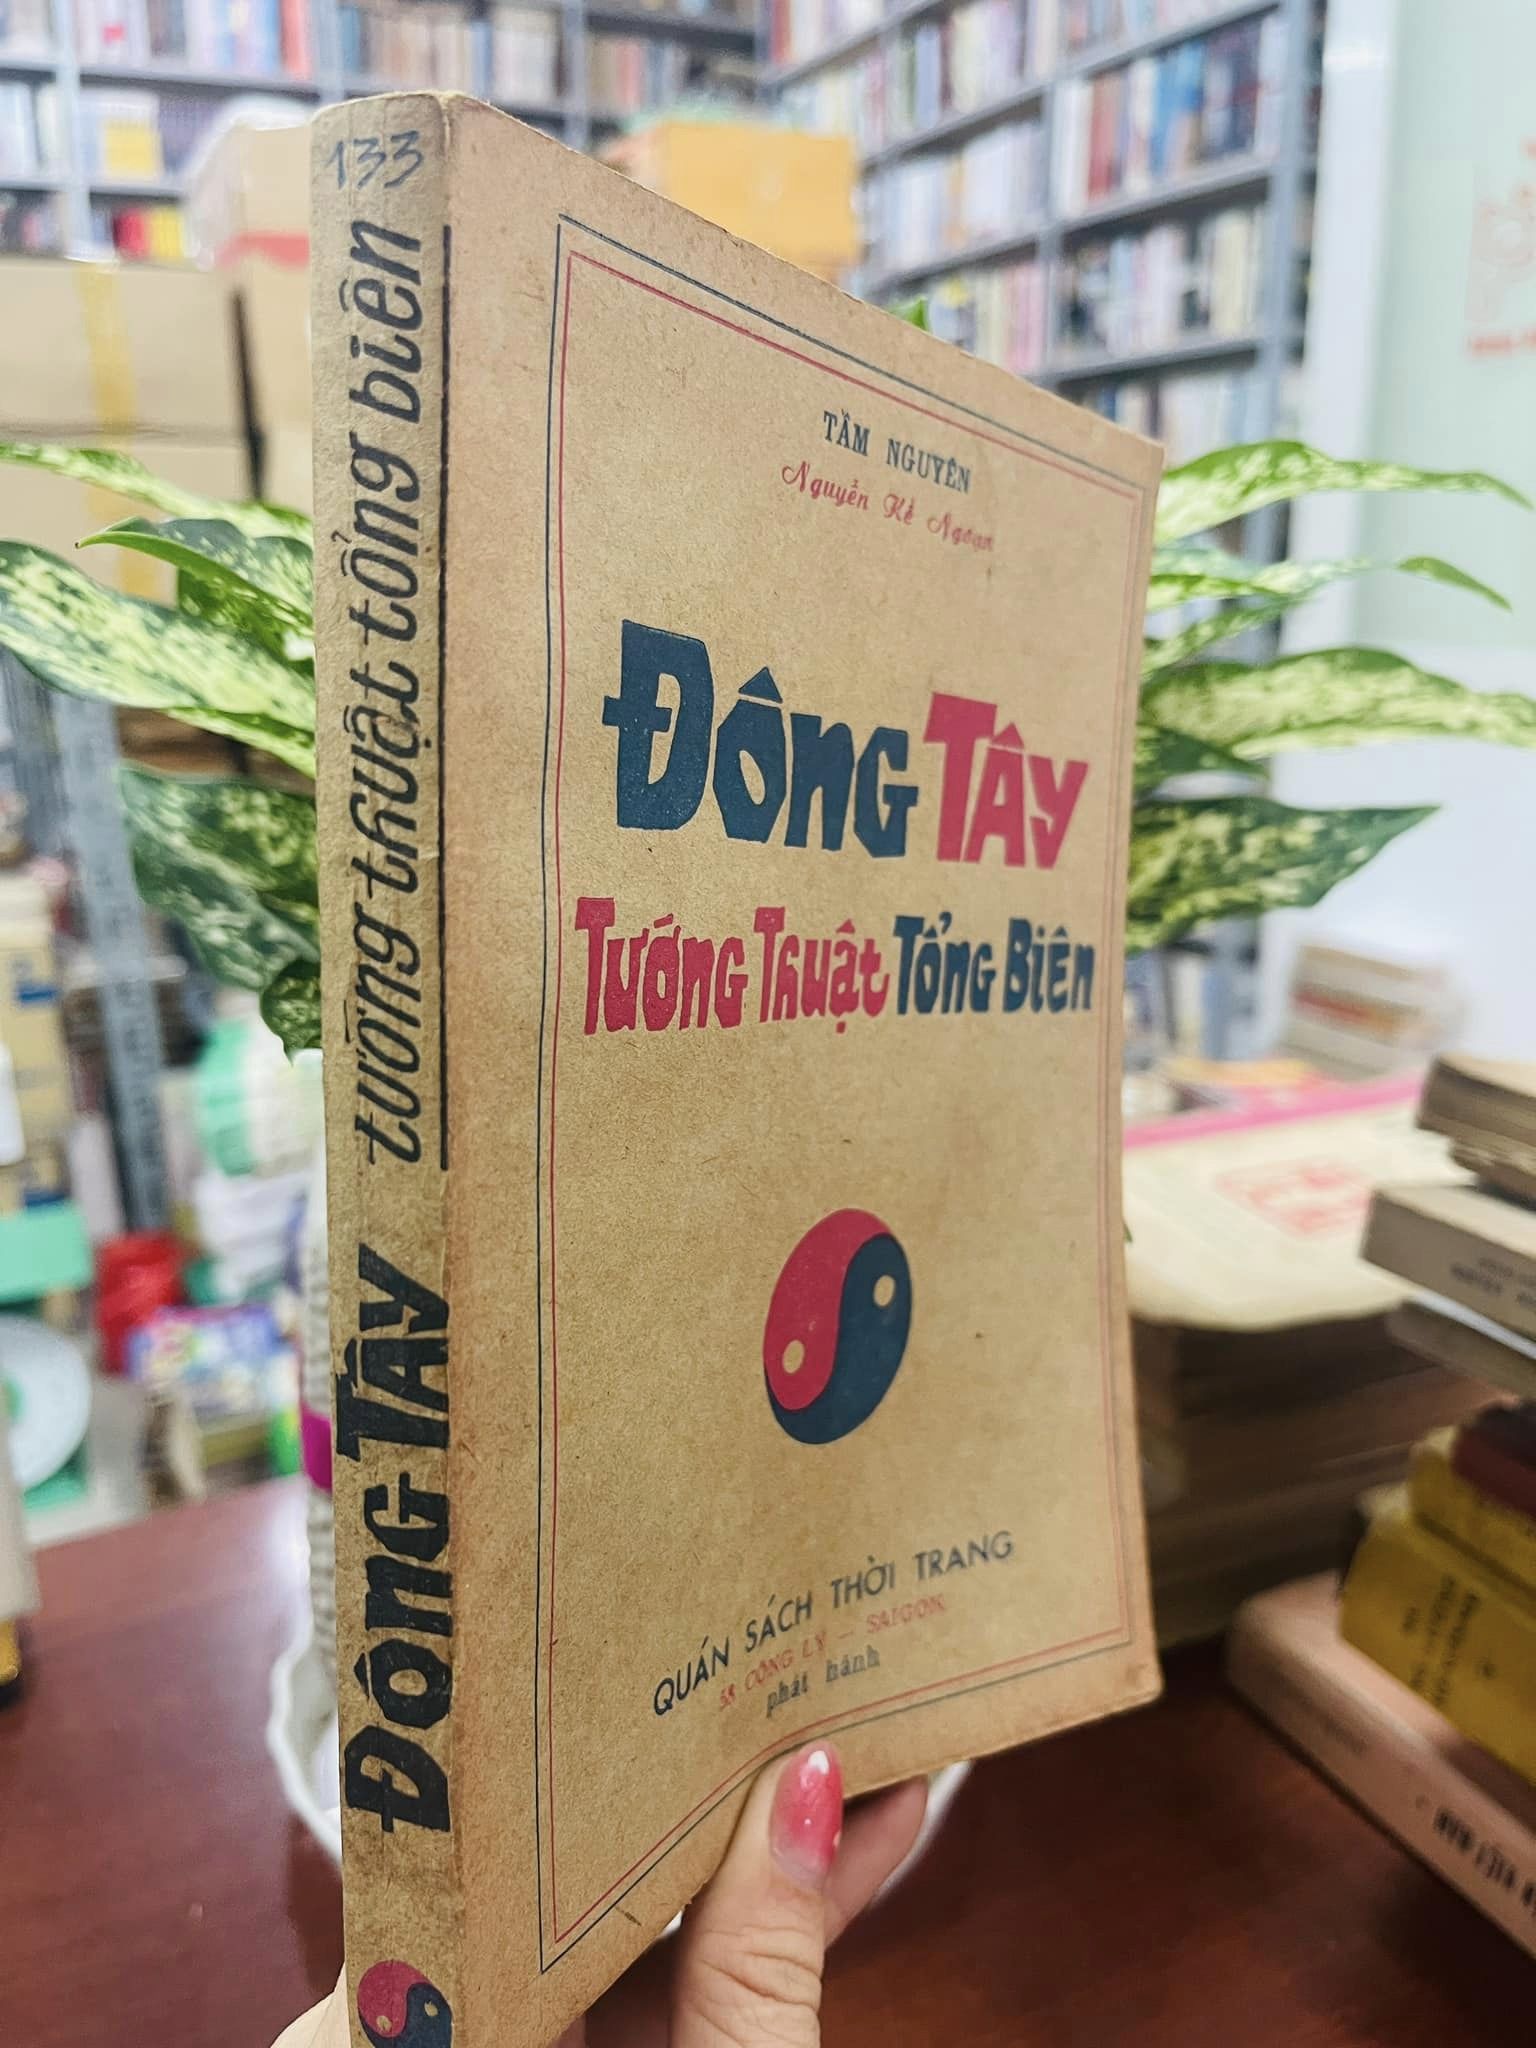 133
ĐÔNG TÂY tướng thuật tổng biên
TẦM NGUYÊN
Nguyễn Kế Ngoạn
ĐÔNG TÂY
TƯỚNG THUẬT TỔNG BIÊN
QUÁN SÁCH THỜI TRANG
CÔNG LÝ — SAIGON
phát hành